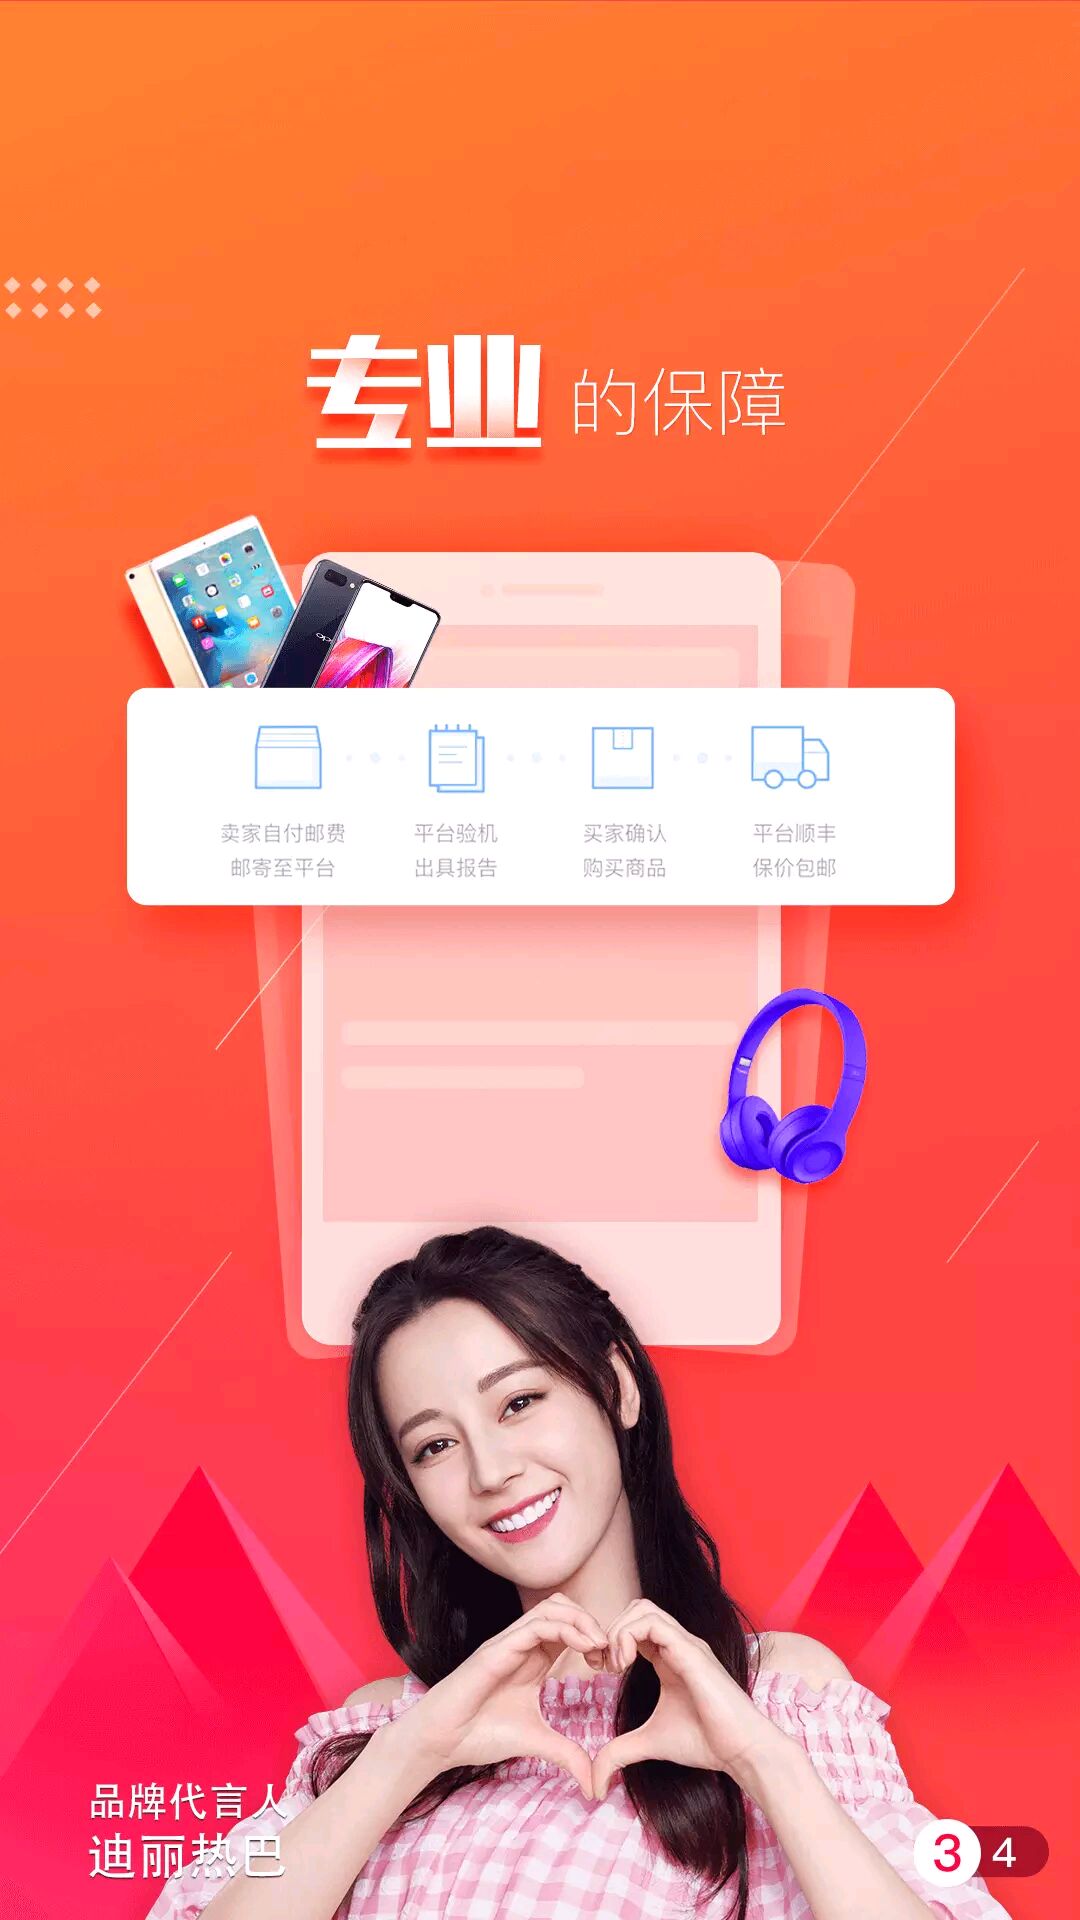 专业的保障
卖家自付邮费 平台验机 买家确认 平台顺丰
邮寄至平台 出具报告 购买商品 保价包邮
品牌代言人
迪丽热巴
3 4